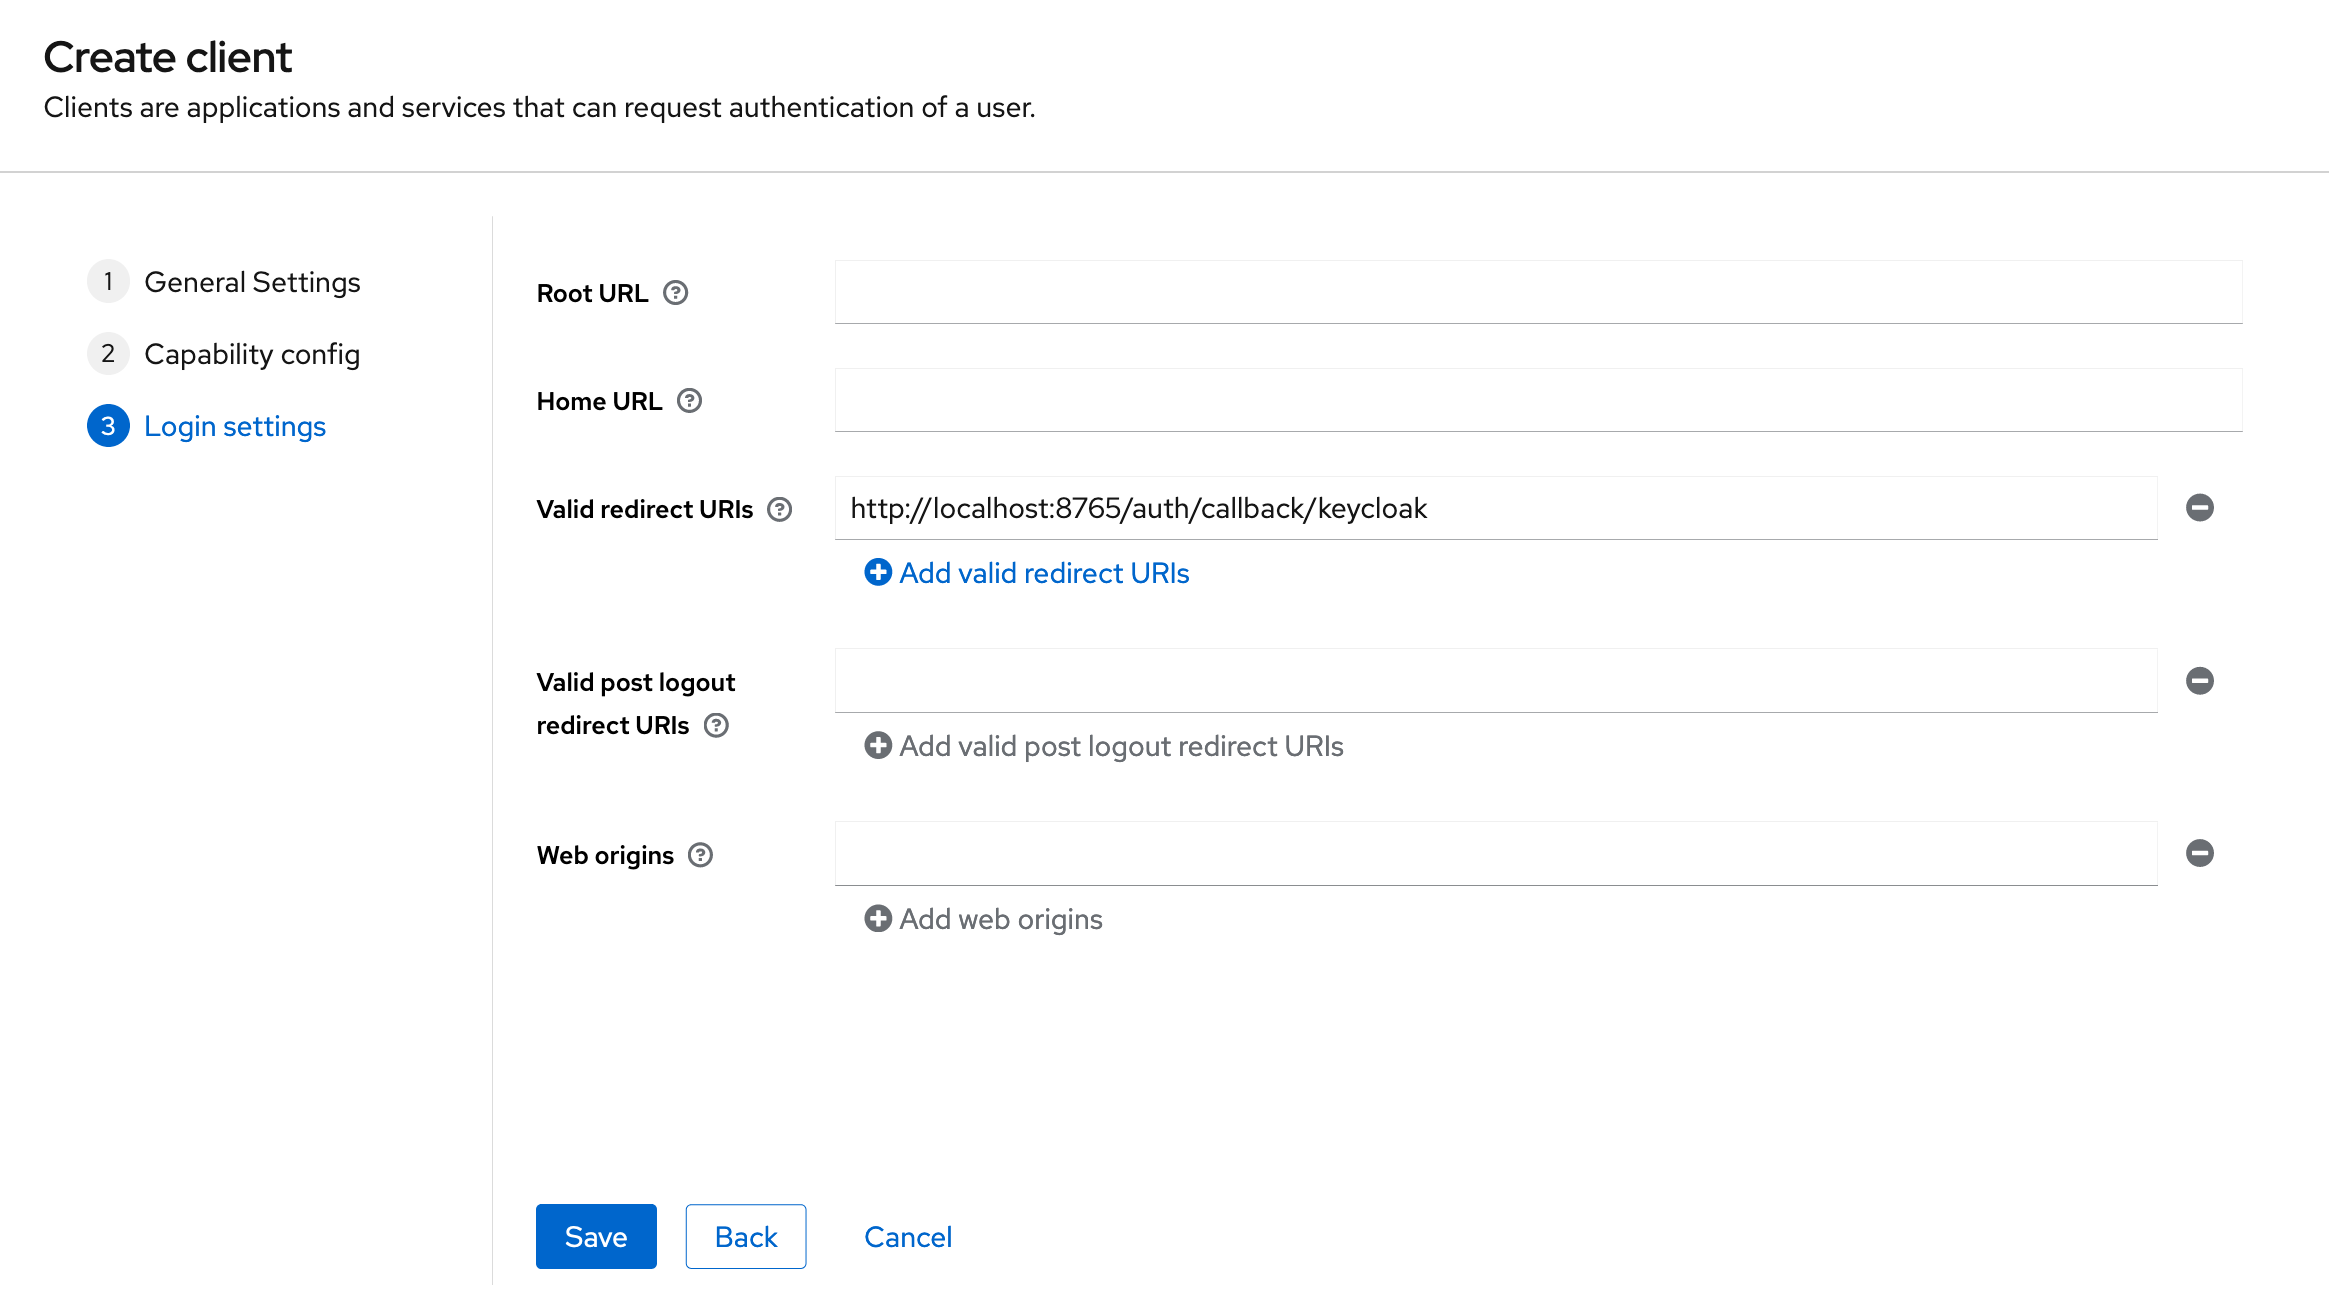 Create client
Clients are applications and services that can request authentication of a user.
1 General Settings
2 Capability config
3 Login settings
Root URL
Home URL
Valid redirect URIs
http://localhost:8765/auth/callback/keycloak
Add valid redirect URIs
Valid post logout
redirect URIs
Add valid post logout redirect URIs
Web origins
Add web origins
Save
Back
Cancel